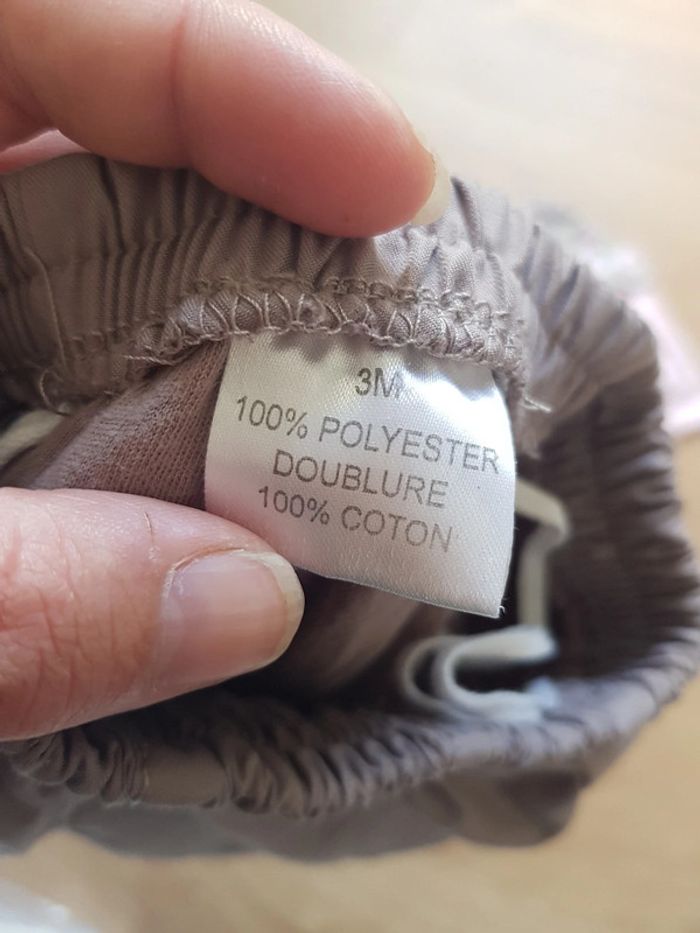 3M
100% POLYESTER
DOUBLURE
100% COTON